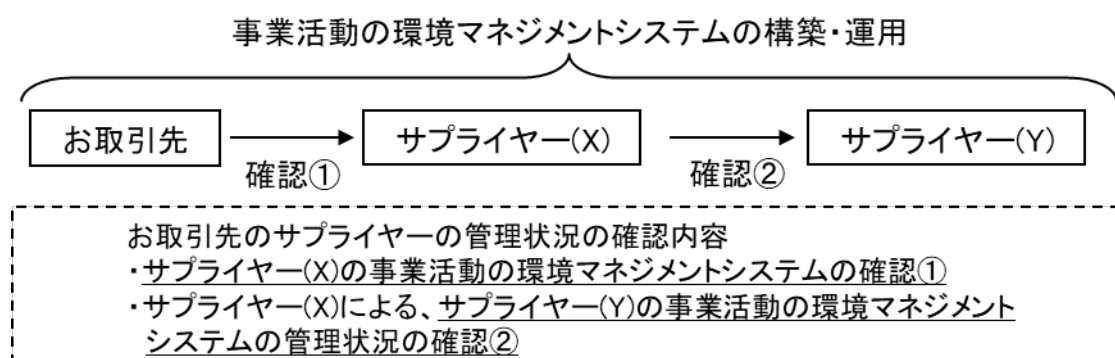 事業活動の環境マネジメントシステムの構築・運用
お取引先
サプライヤー(X)
サプライヤー(Y)
確認①
確認②
お取引先のサプライヤーの管理状況の確認内容
・サプライヤー(X)の事業活動の環境マネジメントシステムの確認①
・サプライヤー(X)による、サプライヤー(Y)の事業活動の環境マネジメント
システムの管理状況の確認②